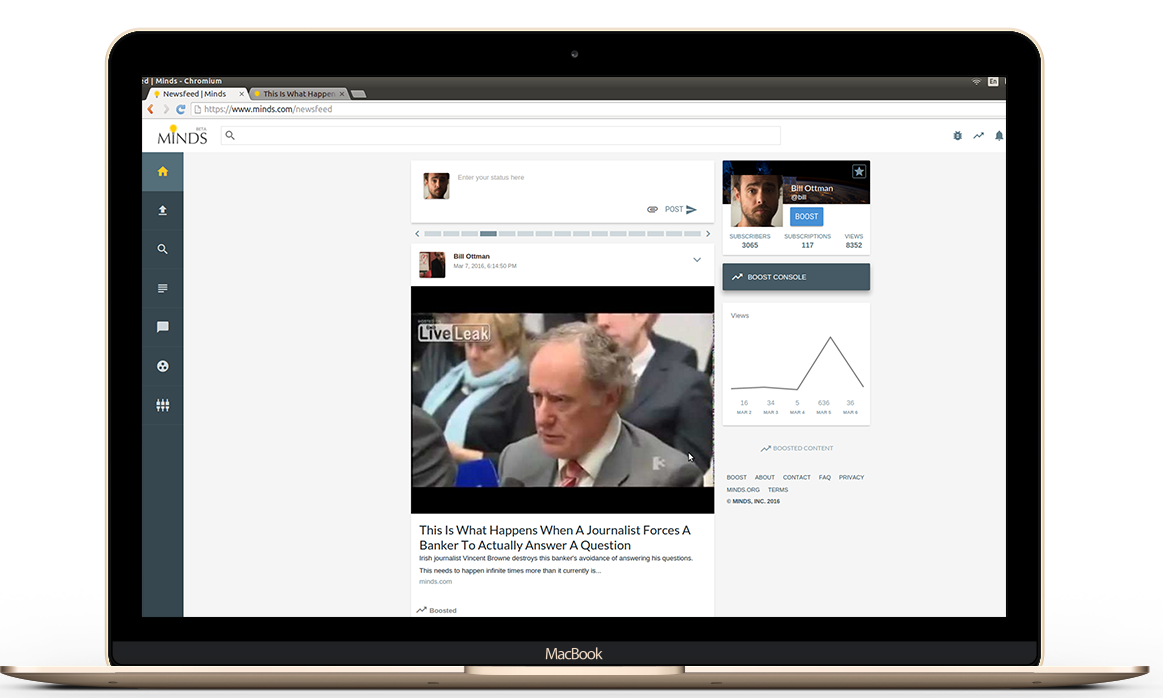 ed | Minds - Chromium
En
Newsfeed | Minds
This Is What Happen
https://www.minds.com/newsfeed
MINDS
BETA
Enter your status here
POST
Bill Ottman
@bill
BOOST
SUBSCRIBERS SUBSCRIPTIONS VIEWS
3065 117 8352
Bill Ottman
Mar 7, 2016, 6:14:50 PM
BOOST CONSOLE
LiveLeak
Views
16 34 5 636 36
MAR 2 MAR 3 MAR 4 MAR 5 MAR 6
BOOSTED CONTENT
BOOST ABOUT CONTACT FAQ PRIVACY
MINDS.ORG TERMS
© MINDS, INC. 2016
This Is What Happens When A Journalist Forces A
Banker To Actually Answer A Question
Irish journalist Vincent Browne destroys this banker's avoidance of answering his questions.
This needs to happen infinite times more than it currently is...
minds.com
Boosted
MacBook